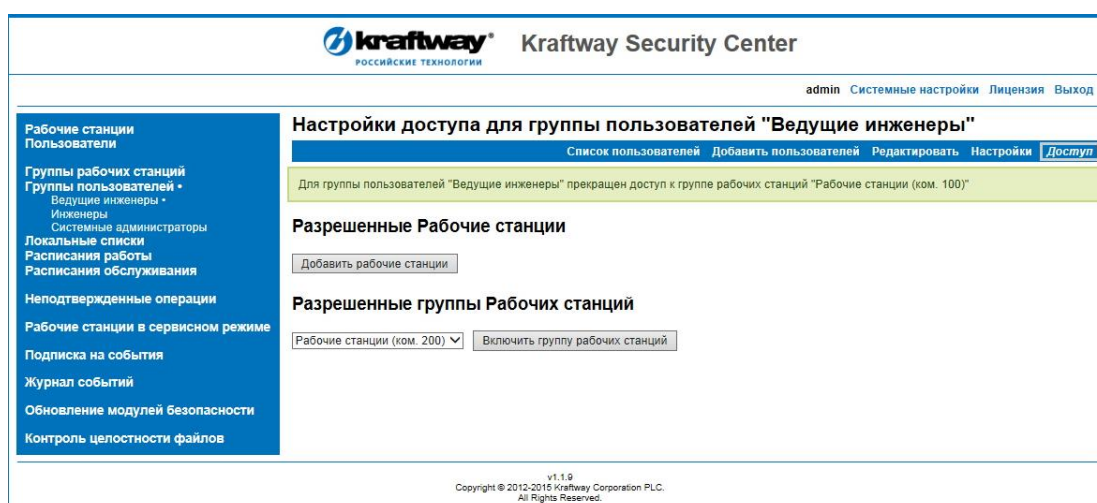 kraftway®
РОССИЙСКИЕ ТЕХНОЛОГИИ
Kraftway Security Center
admin Системные настройки Лицензия Выход
Рабочие станции
Пользователи
Группы рабочих станций
Группы пользователей •
Ведущие инженеры •
Инженеры
Системные администраторы
Локальные списки
Расписания работы
Расписания обслуживания
Неподтвержденные операции
Рабочие станции в сервисном режиме
Подписка на события
Журнал событий
Обновление модулей безопасности
Контроль целостности файлов
Настройки доступа для группы пользователей "Ведущие инженеры"
Список пользователей Добавить пользователей Редактировать Настройки Доступ
Для группы пользователей "Ведущие инженеры" прекращен доступ к группе рабочих станций "Рабочие станции (ком. 100)"
Разрешенные Рабочие станции
Добавить рабочие станции
Разрешенные группы Рабочих станций
Рабочие станции (ком. 200) Включить группу рабочих станций
v1.1.9
Copyright © 2012-2015 Kraftway Corporation PLC.
All Rights Reserved.